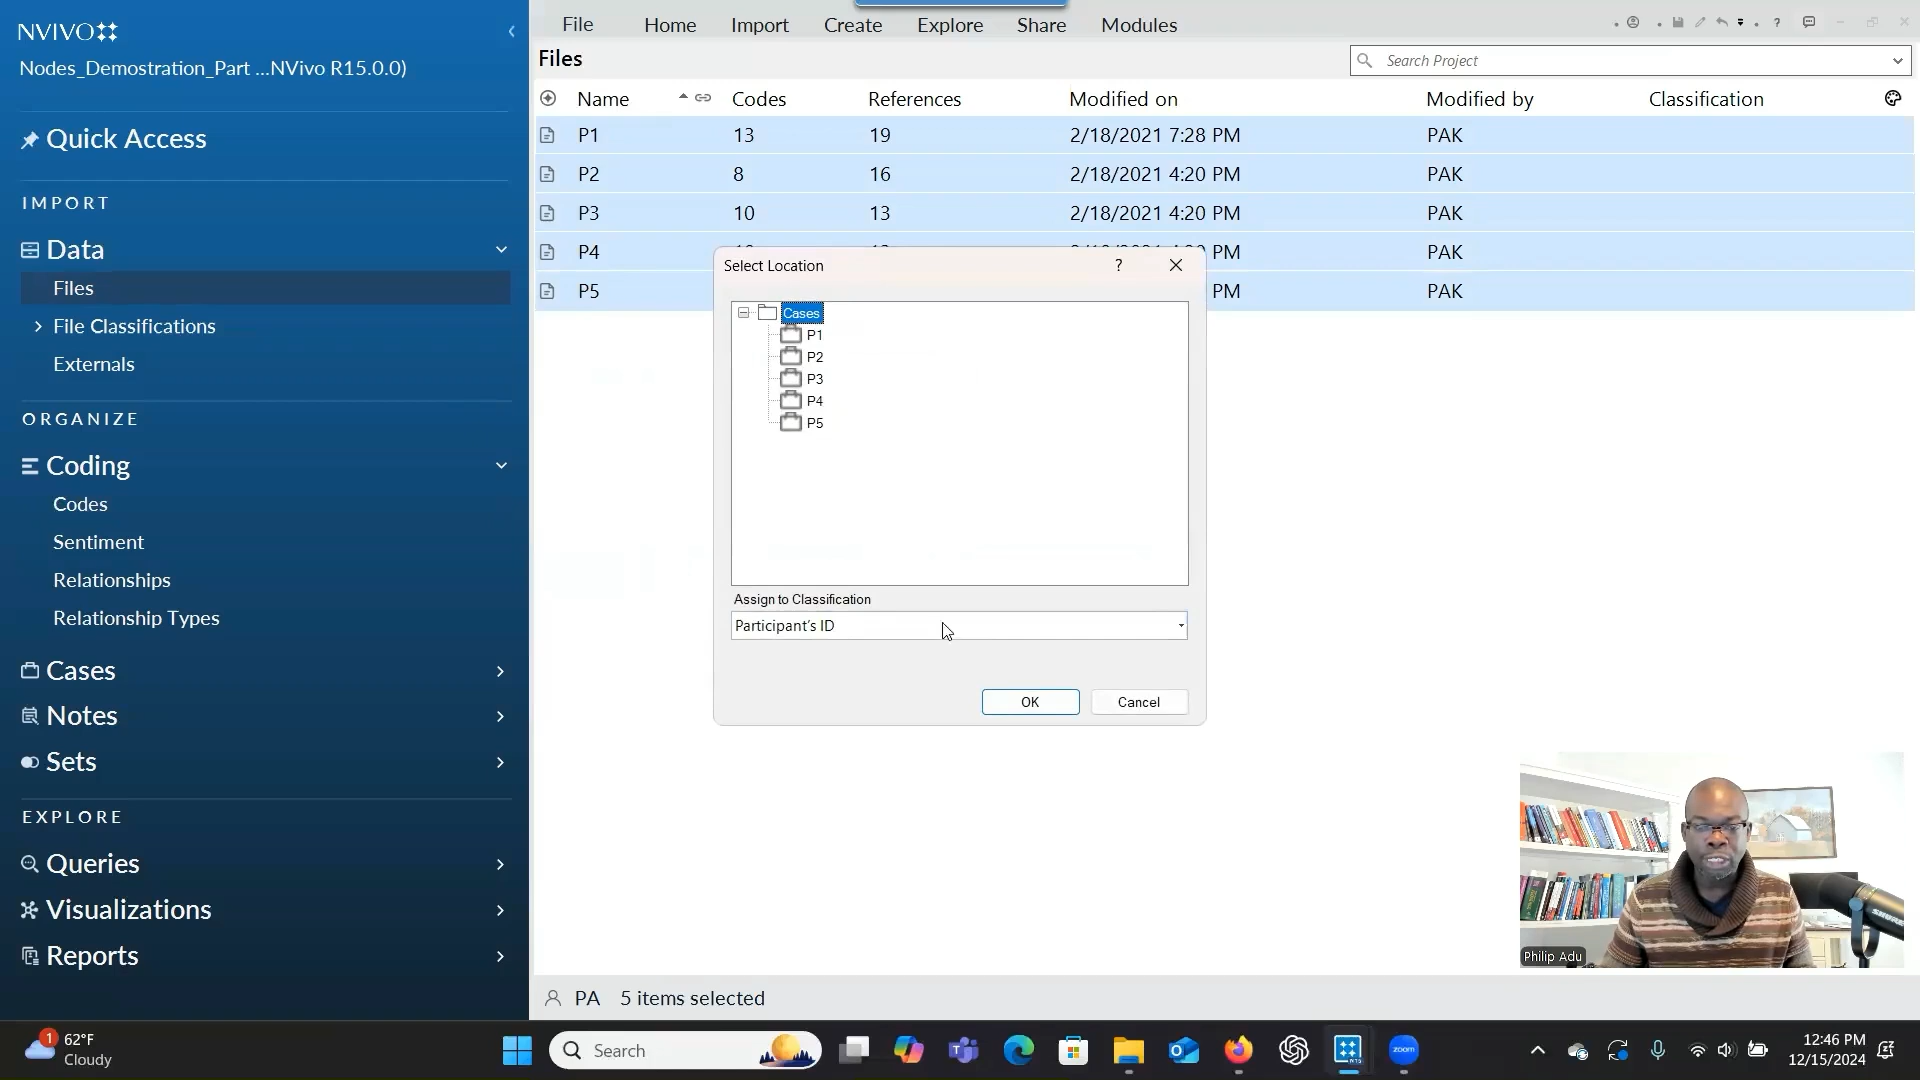 NVIVO
Nodes_Demostration_Part ...NVivo R15.0.0)
Quick Access
IMPORT
Data
Files
File Classifications
Externals
ORGANIZE
Coding
Codes
Sentiment
Relationships
Relationship Types
Cases
Notes
Sets
EXPLORE
Queries
Visualizations
Reports
File Home Import Create Explore Share Modules
Files
Search Project
Name Codes References Modified on Modified by Classification
P1 13 19 2/18/2021 7:28 PM PAK
P2 8 16 2/18/2021 4:20 PM PAK
P3 10 13 2/18/2021 4:20 PM PAK
P4 PM PAK
P5 PM PAK
Select Location ?
Cases
P1
P2
P3
P4
P5
Assign to Classification
Participant's ID
OK Cancel
SHURE
Philip Adu
PA 5 items selected
1
62°F
Cloudy
Search
zoom
12:46 PM
12/15/2024